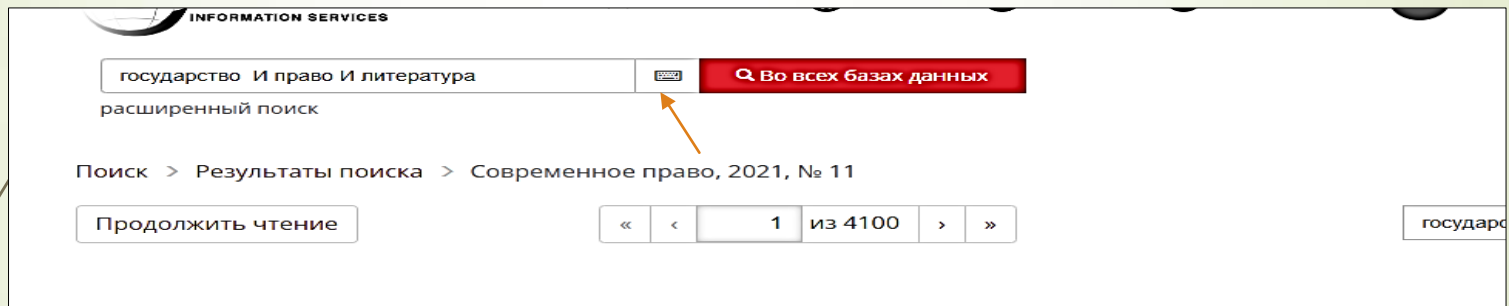 INFORMATION SERVICES
государство И право И литература
Во всех базах данных
расширенный поиск
Поиск > Результаты поиска > Современное право, 2021, № 11
Продолжить чтение
« ‹ 1 из 4100 › »
государ